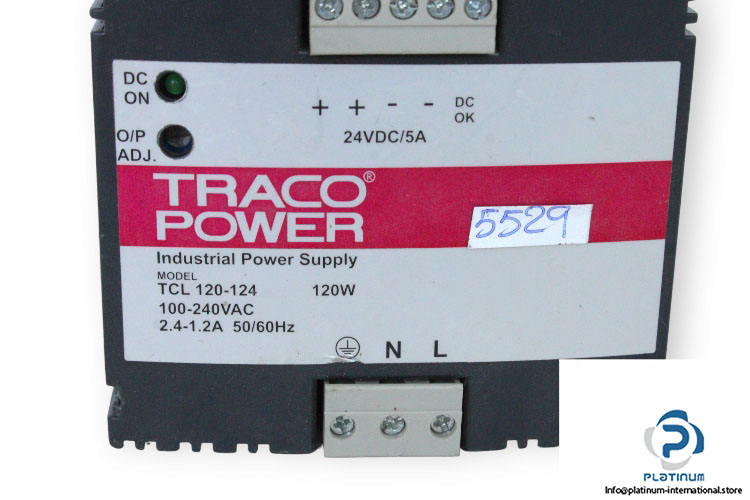 DC
ON
+ + - - DC
OK
O/P
ADJ.
24VDC/5A
TRACO®
POWER
5529
Industrial Power Supply
MODEL
TCL 120-124 120W
100-240VAC
2.4-1.2A 50/60Hz
N L
P
PLATINUM
Info@platinum-international.store